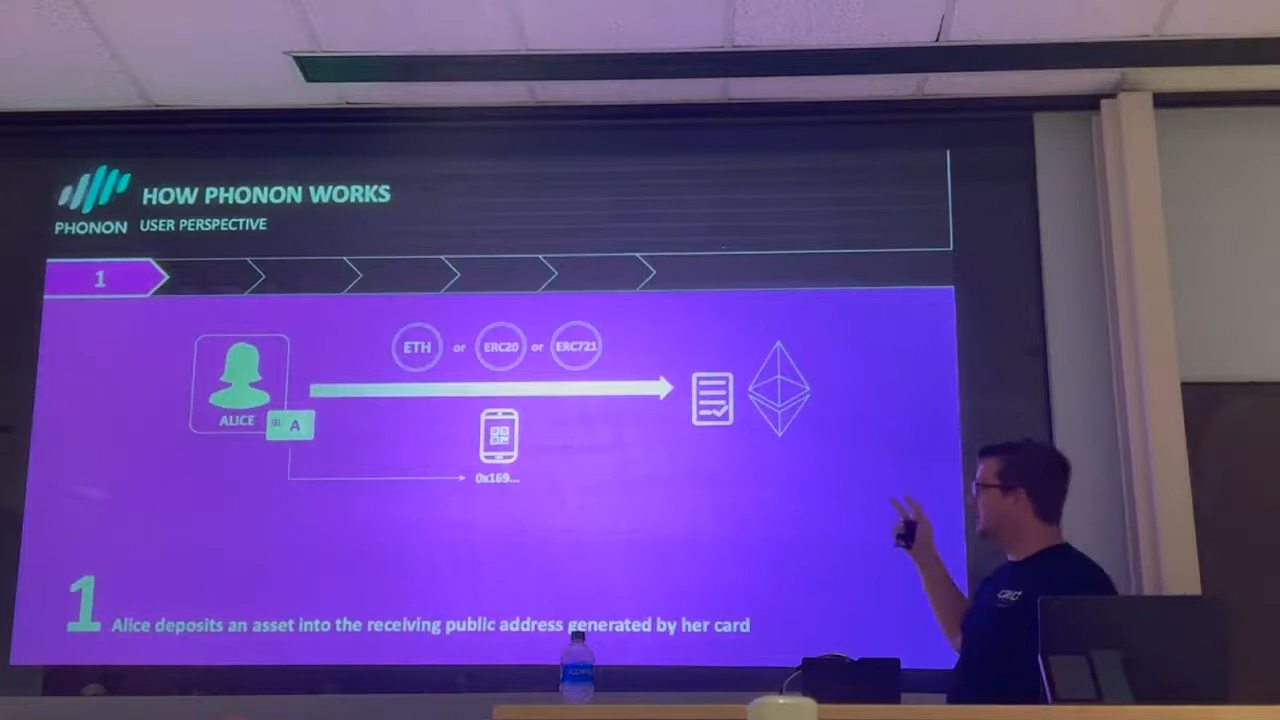 HOW PHONON WORKS
PHONON USER PERSPECTIVE
1
ETH or ERC20 or ERC721
ALICE
A
0x169...
1 Alice deposits an asset into the receiving public address generated by her card